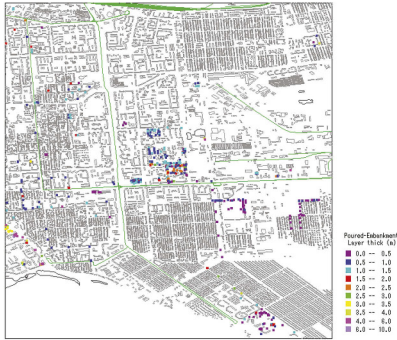 Poured-Embankment
Layer thick (m)
0.0 -- 0.5
0.5 -- 1.0
1.0 -- 1.5
1.5 -- 2.0
2.0 -- 2.5
2.5 -- 3.0
3.0 -- 3.5
3.5 -- 4.0
4.0 -- 6.0
6.0 -- 10.0